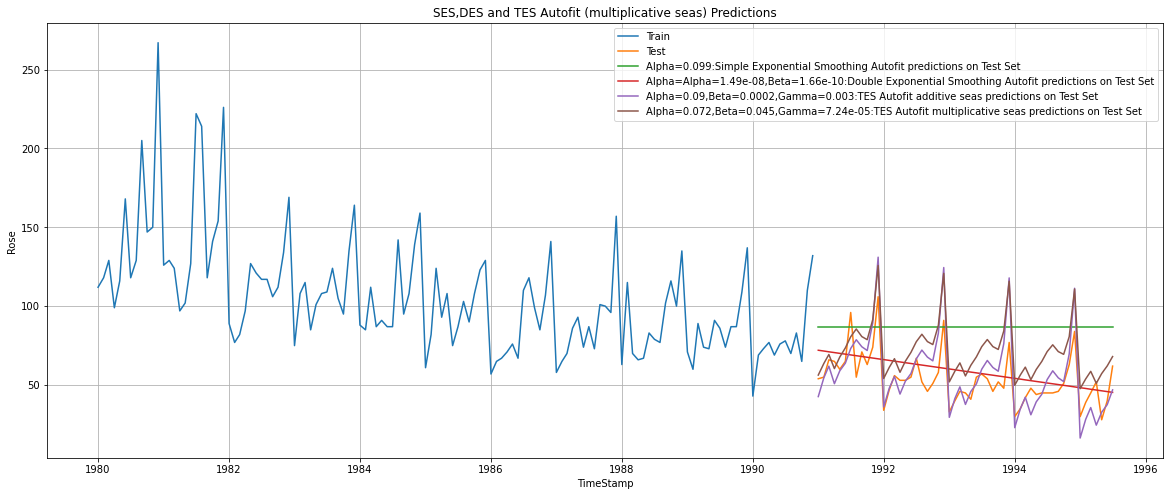 SES,DES and TES Autofit (multiplicative seas) Predictions
Train
Test
Alpha=0.099:Simple Exponential Smoothing Autofit predictions on Test Set
Alpha=Alpha=1.49e-08,Beta=1.66e-10:Double Exponential Smoothing Autofit predictions on Test Set
Alpha=0.09,Beta=0.0002,Gamma=0.003:TES Autofit additive seas predictions on Test Set
Alpha=0.072,Beta=0.045,Gamma=7.24e-05:TES Autofit multiplicative seas predictions on Test Set
250
200
150
100
50
Rose
1980 1982 1984 1986 1988 1990 1992 1994 1996
TimeStamp